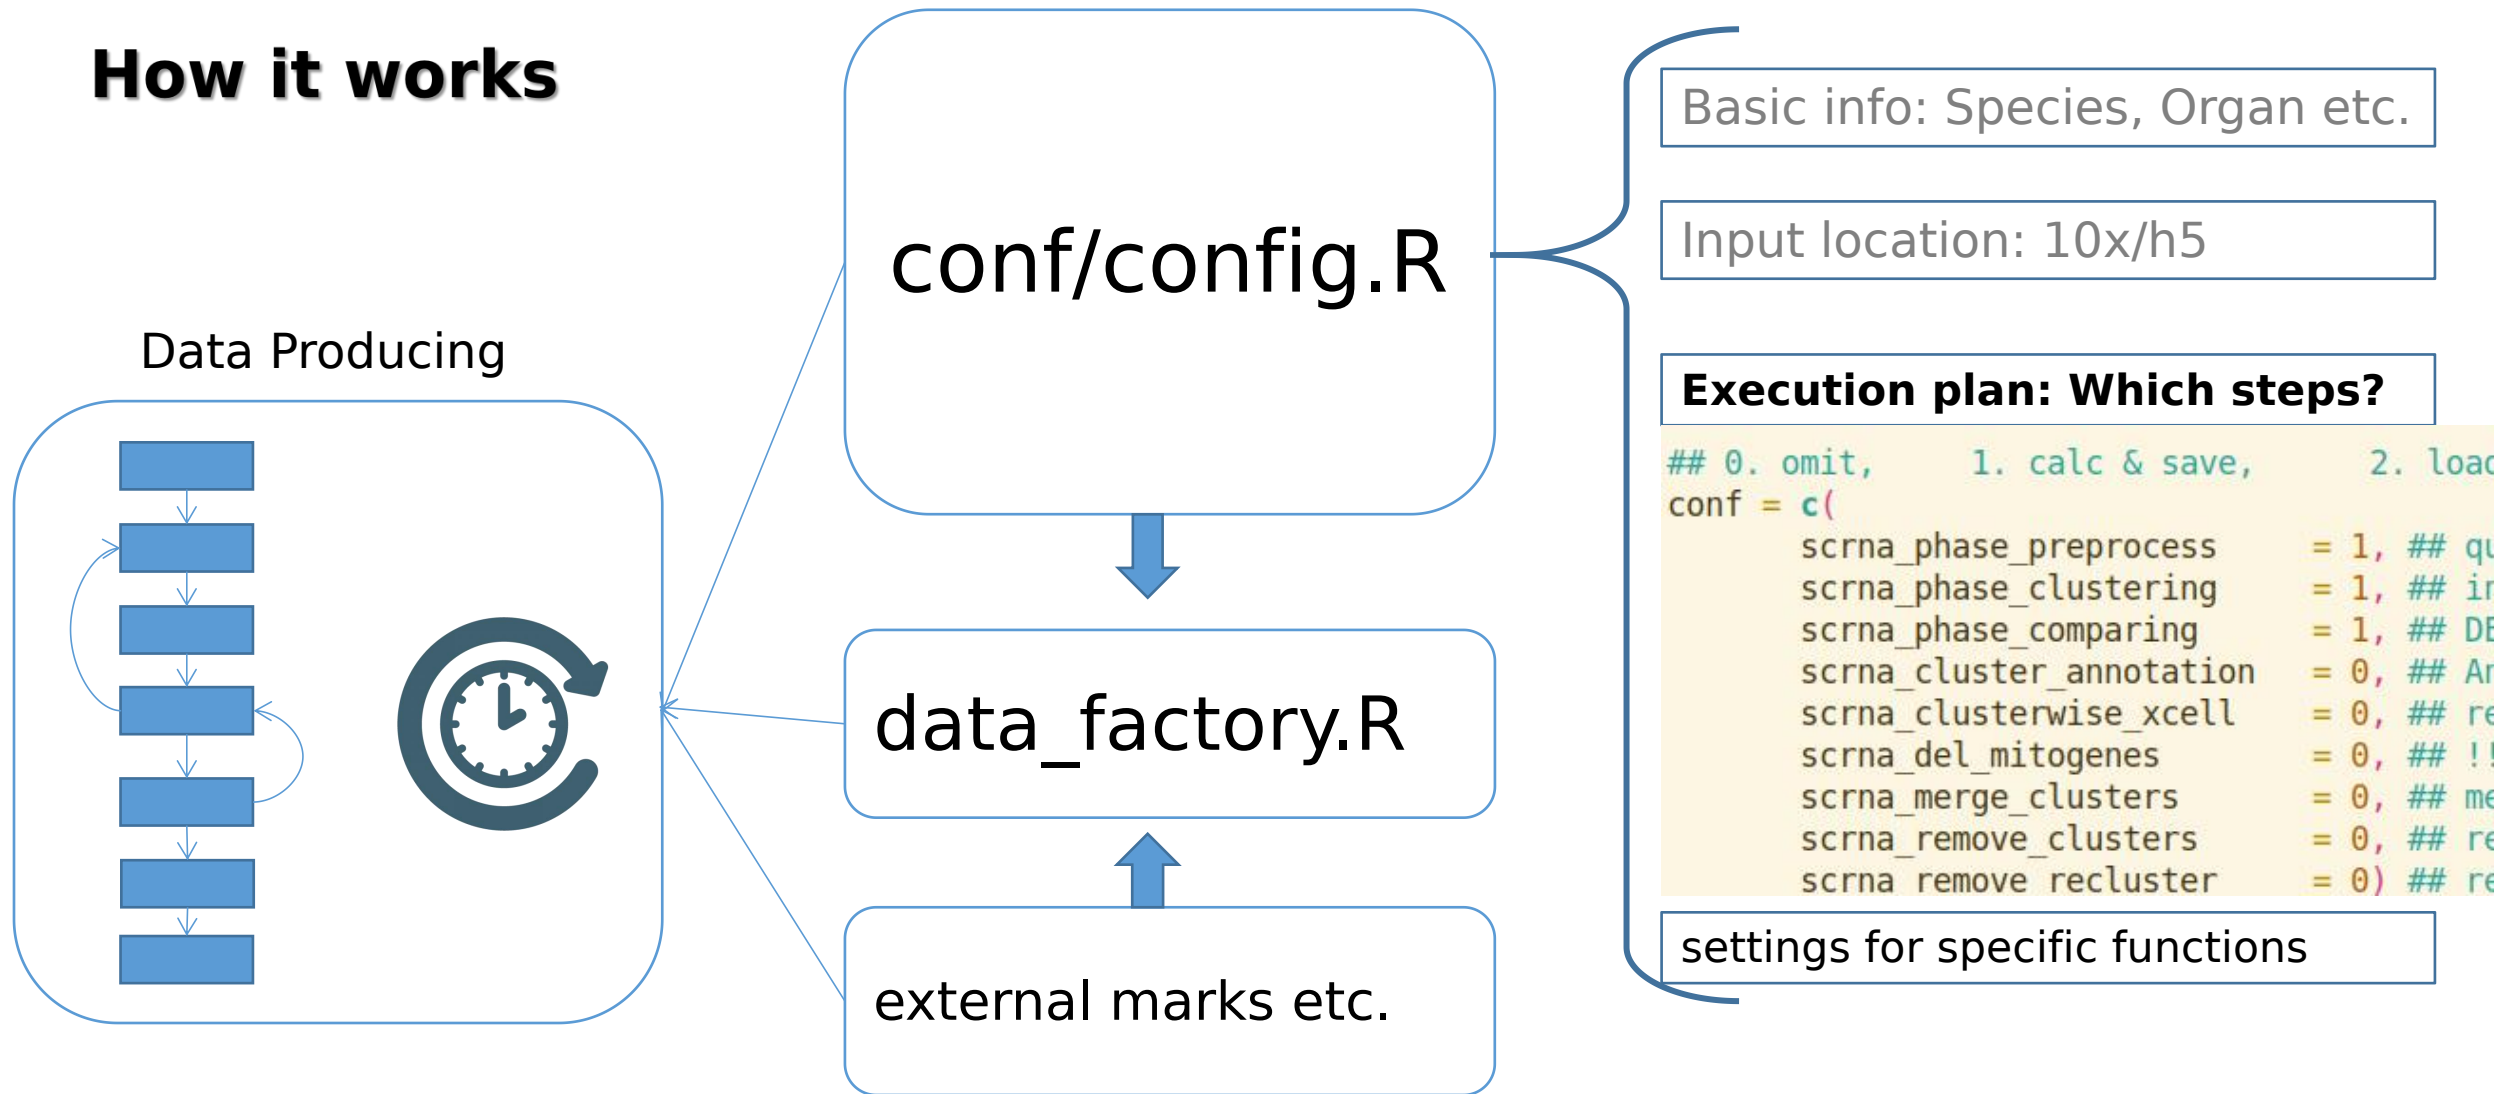 How it works
Data Producing
conf/config.R
data_factory.R
external marks etc.
Basic info: Species, Organ etc.
Input location: 10x/h5
Execution plan: Which steps?
## 0. omit, 1. calc & save, 2. load
conf = c(
scrna_phase_preprocess = 1, ##
scrna_phase_clustering = 1, ##
scrna_phase_comparing = 1, ##
scrna_cluster_annotation = 0, ##
scrna_clusterwise_xcell = 0, ##
scrna_del_mitogenes = 0, ## !!
scrna_merge_clusters = 0, ##
scrna_remove_clusters = 0, ##
scrna_remove_recluster = 0) ##
settings for specific functions